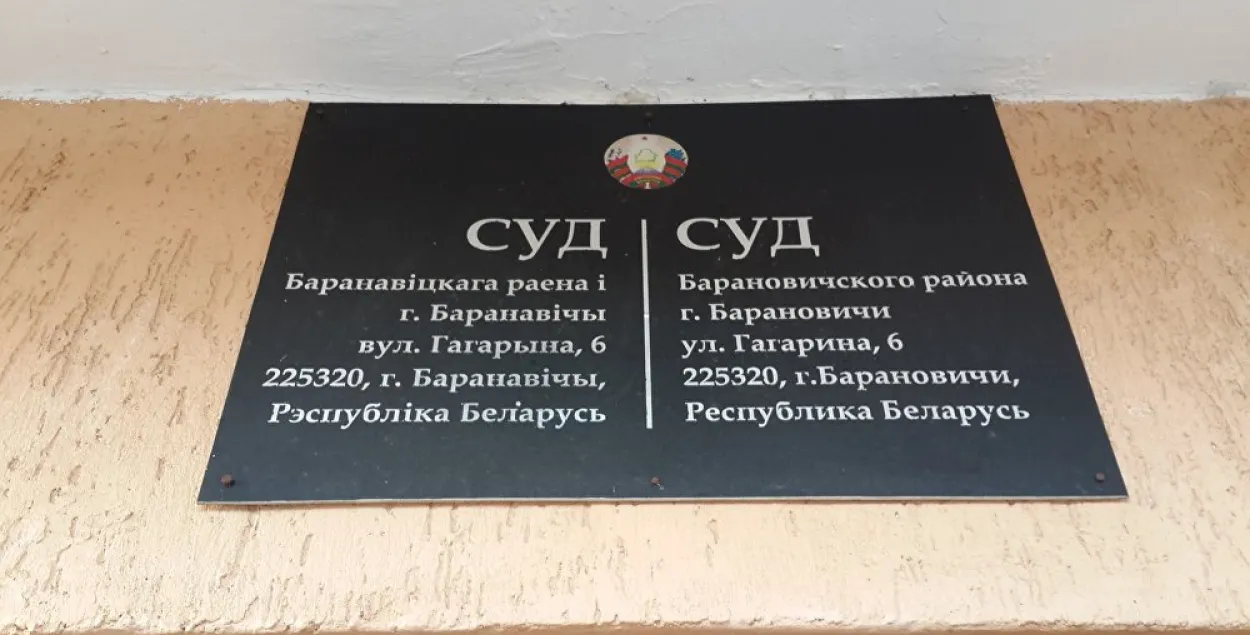 СУД
Баранавіцкага раена і
г. Баранавічы
вул. Гагарына, 6
225320, г. Баранавічы,
Рэспубліка Беларусь
СУД
Барановичского района
г. Барановичи
ул. Гагарина, 6
225320, г.Барановичи,
Республика Беларусь